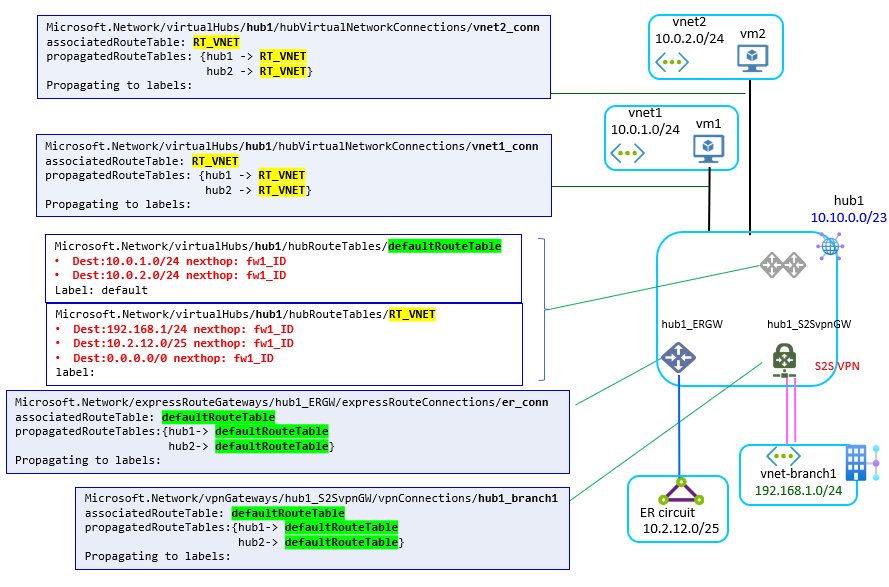 Microsoft.Network/virtualHubs/hub1/hubVirtualNetworkConnections/vnet2_conn
associatedRouteTable: RT_VNET
propagatedRouteTables: {hub1 -> RT_VNET
hub2 -> RT_VNET}
Propagating to labels:
vnet2
10.0.2.0/24
vm2
Microsoft.Network/virtualHubs/hub1/hubVirtualNetworkConnections/vnet1_conn
associatedRouteTables: RT_VNET
propagatedRouteTables: {hub1 -> RT_VNET
hub2 -> RT_VNET}
Propagating to labels:
vnet1
10.0.1.0/24
vm1
hub1
10.10.0.0/23
Microsoft.Network/virtualHubs/hub1/hubRouteTables/defaultRouteTable
• Dest:10.0.1.0/24 nexthop: fw1_ID
• Dest:10.0.2.0/24 nexthop: fw1_ID
Label: default
Microsoft.Network/virtualHubs/hub1/hubRouteTables/RT_VNET
• Dest:192.168.1/24 nexthop: fw1_ID
• Dest:10.2.12.0/25 nexthop: fw1_ID
• Dest:0.0.0.0/0 nexthop: fw1_ID
label:
hub1_ERGW
hub1_S2SvpnGW
S2S VPN
Microsoft.Network/expressRouteGateways/hub1_ERGW/expressRouteConnections/er_conn
associatedRouteTable: defaultRouteTable
propagatedRouteTables:{hub1-> defaultRouteTable
hub2-> defaultRouteTable}
Propagating to labels:
Microsoft.Network/vpnGateways/hub1_S2SvpnGW/vpnConnections/hub1_branch1
associatedRouteTable: defaultRouteTable
propagatedRouteTables:{hub1-> defaultRouteTable
hub2-> defaultRouteTable}
Propagating to labels:
vnet-branch1
192.168.1.0/24
ER circuit
10.2.12.0/25